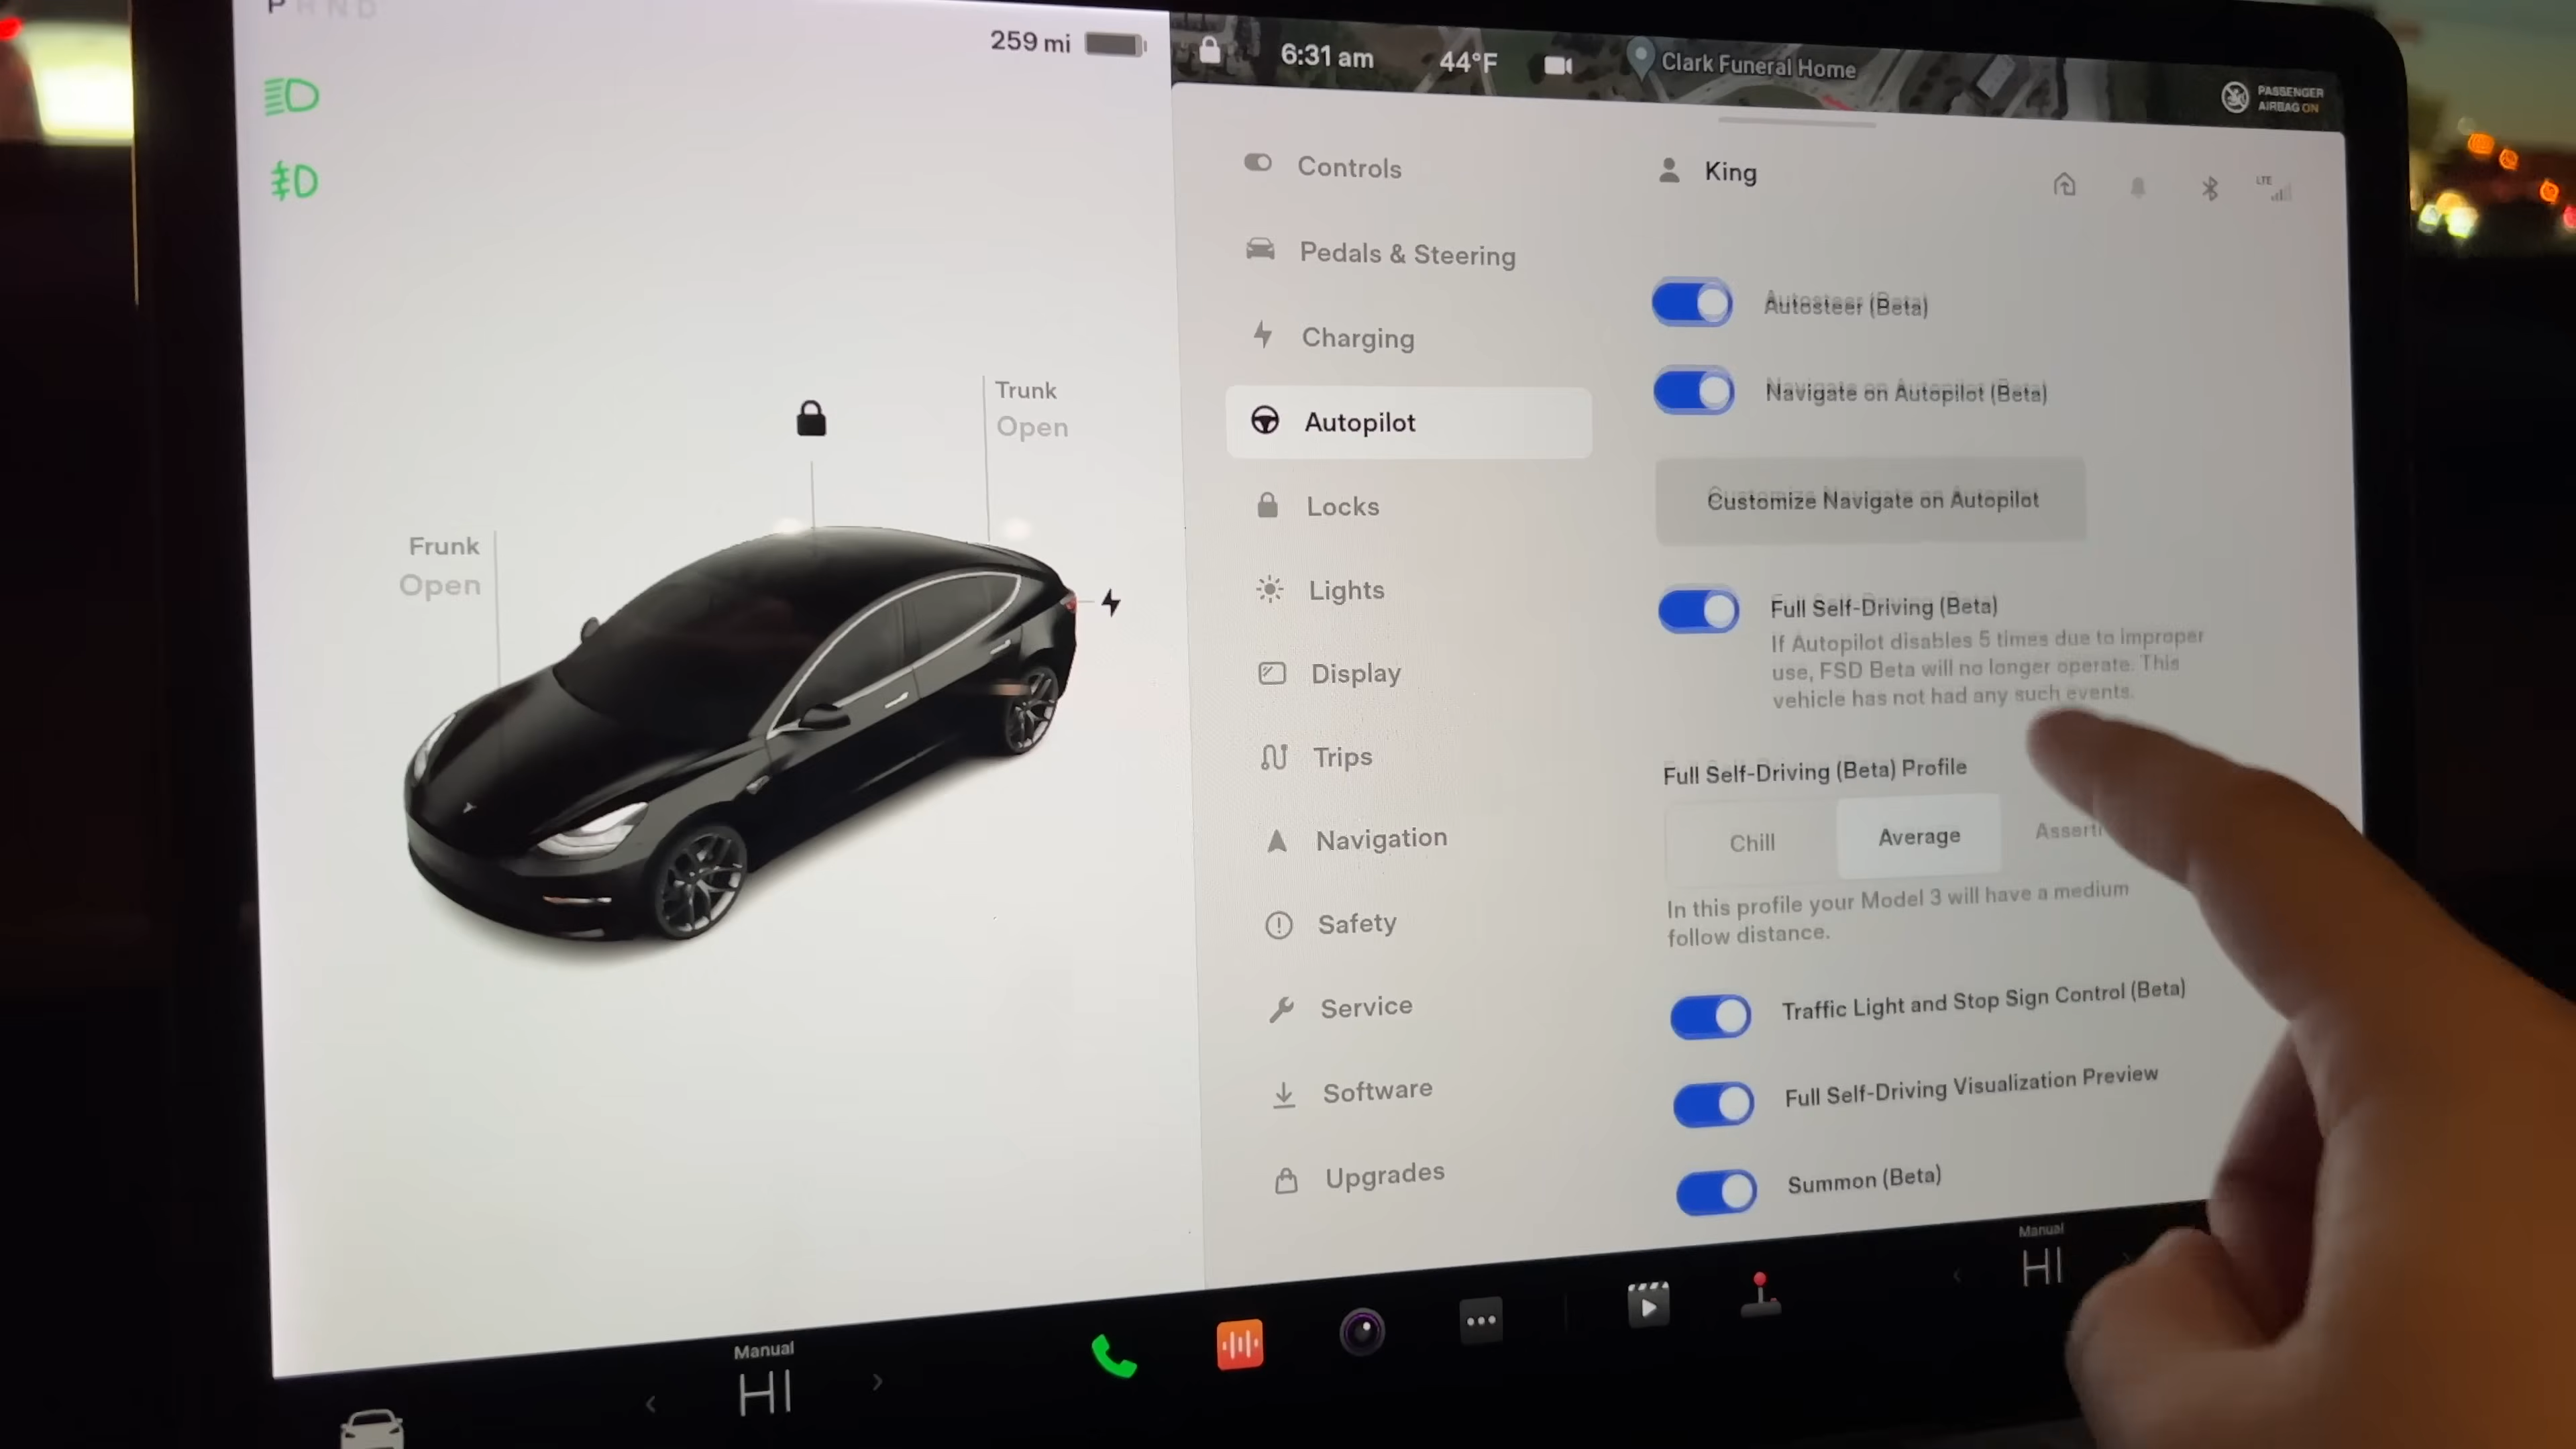 P R N D
259 mi
6:31 am
44°F
Clark Funeral Home
PASSENGER
AIRBAG ON
Controls
King
LTE
Pedals & Steering
Autosteer (Beta)
Charging
Navigate on Autopilot (Beta)
Trunk
Open
Autopilot
Locks
Customize Navigate on Autopilot
Frunk
Open
Lights
Full Self-Driving (Beta)
If Autopilot disables 5 times due to improper
use, FSD Beta will no longer operate. This
vehicle has not had any such events.
Display
Trips
Full Self-Driving (Beta) Profile
Navigation
Chill
Average
In this profile your Model 3 will have a medium
follow distance.
Safety
Service
Traffic Light and Stop Sign Control (Beta)
Software
Full Self-Driving Visualization Preview
Upgrades
Summon (Beta)
Manual
HI
Manual
HI